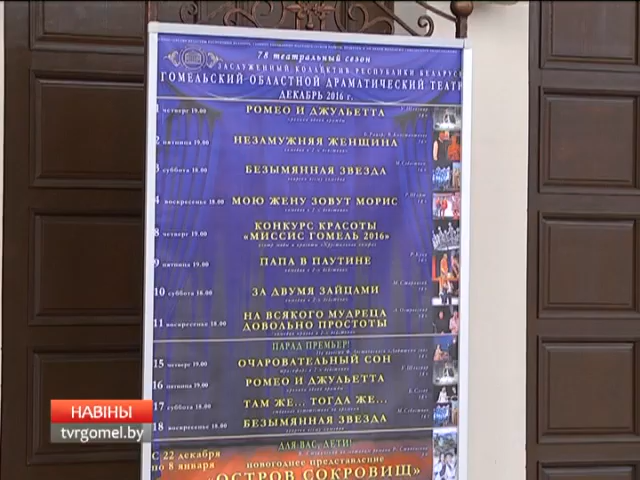 78 театральный сезон
ЗАСЛУЖЕННЫЙ КОЛЛЕКТИВ РЕСПУБЛИКИ БЕЛАРУСЬ
ГОМЕЛЬСКИЙ ОБЛАСТНОЙ ДРАМАТИЧЕСКИЙ ТЕАТР
ДЕКАБРЬ 2016 г.
1 четверг 19.00 РОМЕО И ДЖУЛЬЕТТА
2 пятница 19.00 НЕЗАМУЖНЯЯ ЖЕНЩИНА
3 суббота 18.00 БЕЗЫМЯННАЯ ЗВЕЗДА
4 воскресенье 18.00 МОЮ ЖЕНУ ЗОВУТ МОРИС
8 четверг 19.00 КОНКУРС КРАСОТЫ
«МИССИС ГОМЕЛЬ 2016»
9 пятница 19.00 ПАПА В ПАУТИНЕ
10 суббота 18.00 ЗА ДВУМЯ ЗАЙЦАМИ
НА ВСЯКОГО МУДРЕЦА
11 воскресенье 18.00 ДОВОЛЬНО ПРОСТОТЫ
ПАРАД ПРЕМЬЕР!
15 четверг 19.00 ОЧАРОВАТЕЛЬНЫЙ СОН
16 пятница 19.00 РОМЕО И ДЖУЛЬЕТТА
17 суббота 18.00 ТАМ ЖЕ... ТОГДА ЖЕ...
18 воскресенье 18.00 БЕЗЫМЯННАЯ ЗВЕЗДА
ДЛЯ ВАС, ДЕТИ!
С 22 декабря
по 8 января новогоднее представление
«ОСТРОВ СОКРОВИЩ»
НАВІНЫ
tvrgomel.by